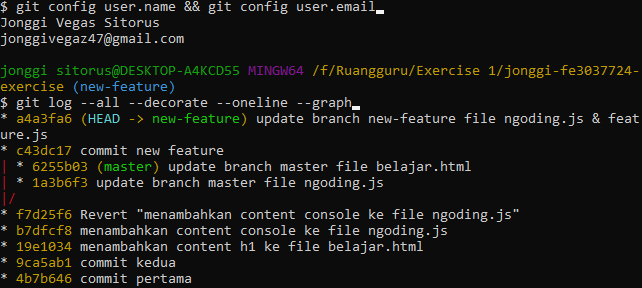 $ git config user.name && git config user.email
Jonggi Vegas Sitorus
jonggivegaz47@gmail.com
jonggi sitorus@DESKTOP-A4KCD55 MINGW64 /f/Ruangguru/Exercise 1/jonggi-fe3037724-
exercise (new-feature)
$ git log --all --decorate --oneline --graph
* a4a3fa6 (HEAD -> new-feature) update branch new-feature file ngoding.js & feat
ure.js
* c43dc17 commit new feature
| * 6255b03 (master) update branch master file belajar.html
| * 1a3b6f3 update branch master file ngoding.js
|/
* f7d25f6 Revert "menambahkan content console ke file ngoding.js"
* b7dfcf8 menambahkan content console ke file ngoding.js
* 19e1034 menambahkan content h1 ke file belajar.html
* 9ca5ab1 commit kedua
* 4b7b646 commit pertama